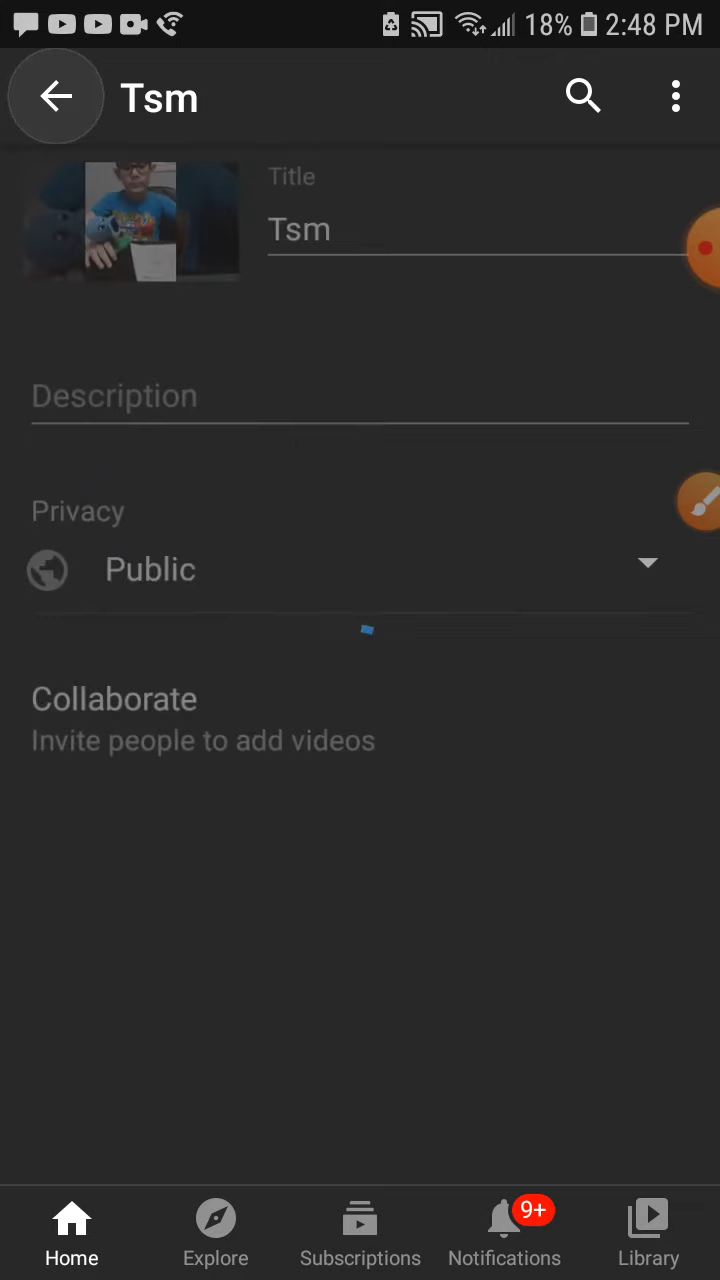 18% 2:48 PM
Tsm
Title
Tsm
Description
Privacy
Public
Collaborate
Invite people to add videos
9+
Home Explore Subscriptions Notifications Library